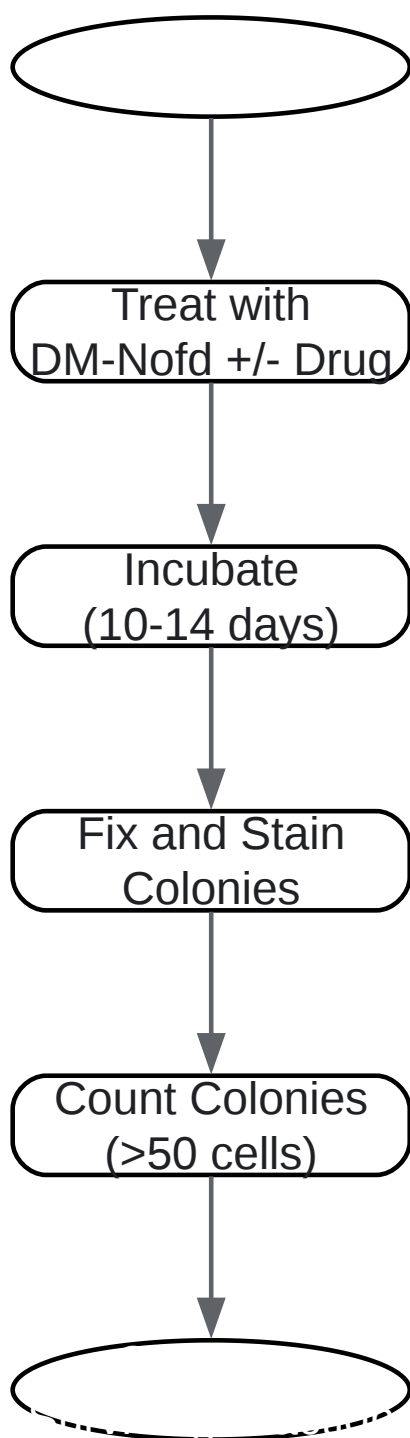 Treat with
DM-Nofd +/- Drug
Incubate
(10-14 days)
Fix and Stain
Colonies
Count Colonies
(>50 cells)